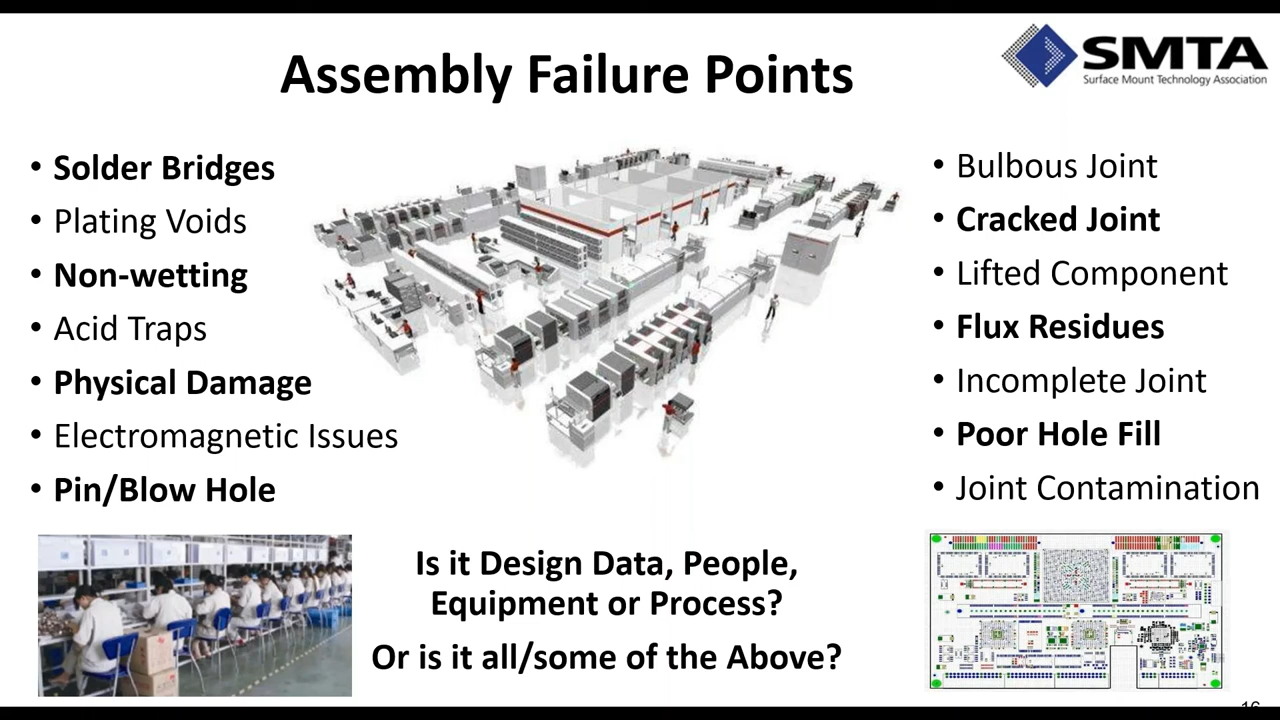 Assembly Failure Points
SMTA
Surface Mount Technology Association
• Solder Bridges
• Plating Voids
• Non-wetting
• Acid Traps
• Physical Damage
• Electromagnetic Issues
• Pin/Blow Hole
• Bulbous Joint
• Cracked Joint
• Lifted Component
• Flux Residues
• Incomplete Joint
• Poor Hole Fill
• Joint Contamination
Is it Design Data, People,
Equipment or Process?
Or is it all/some of the Above?